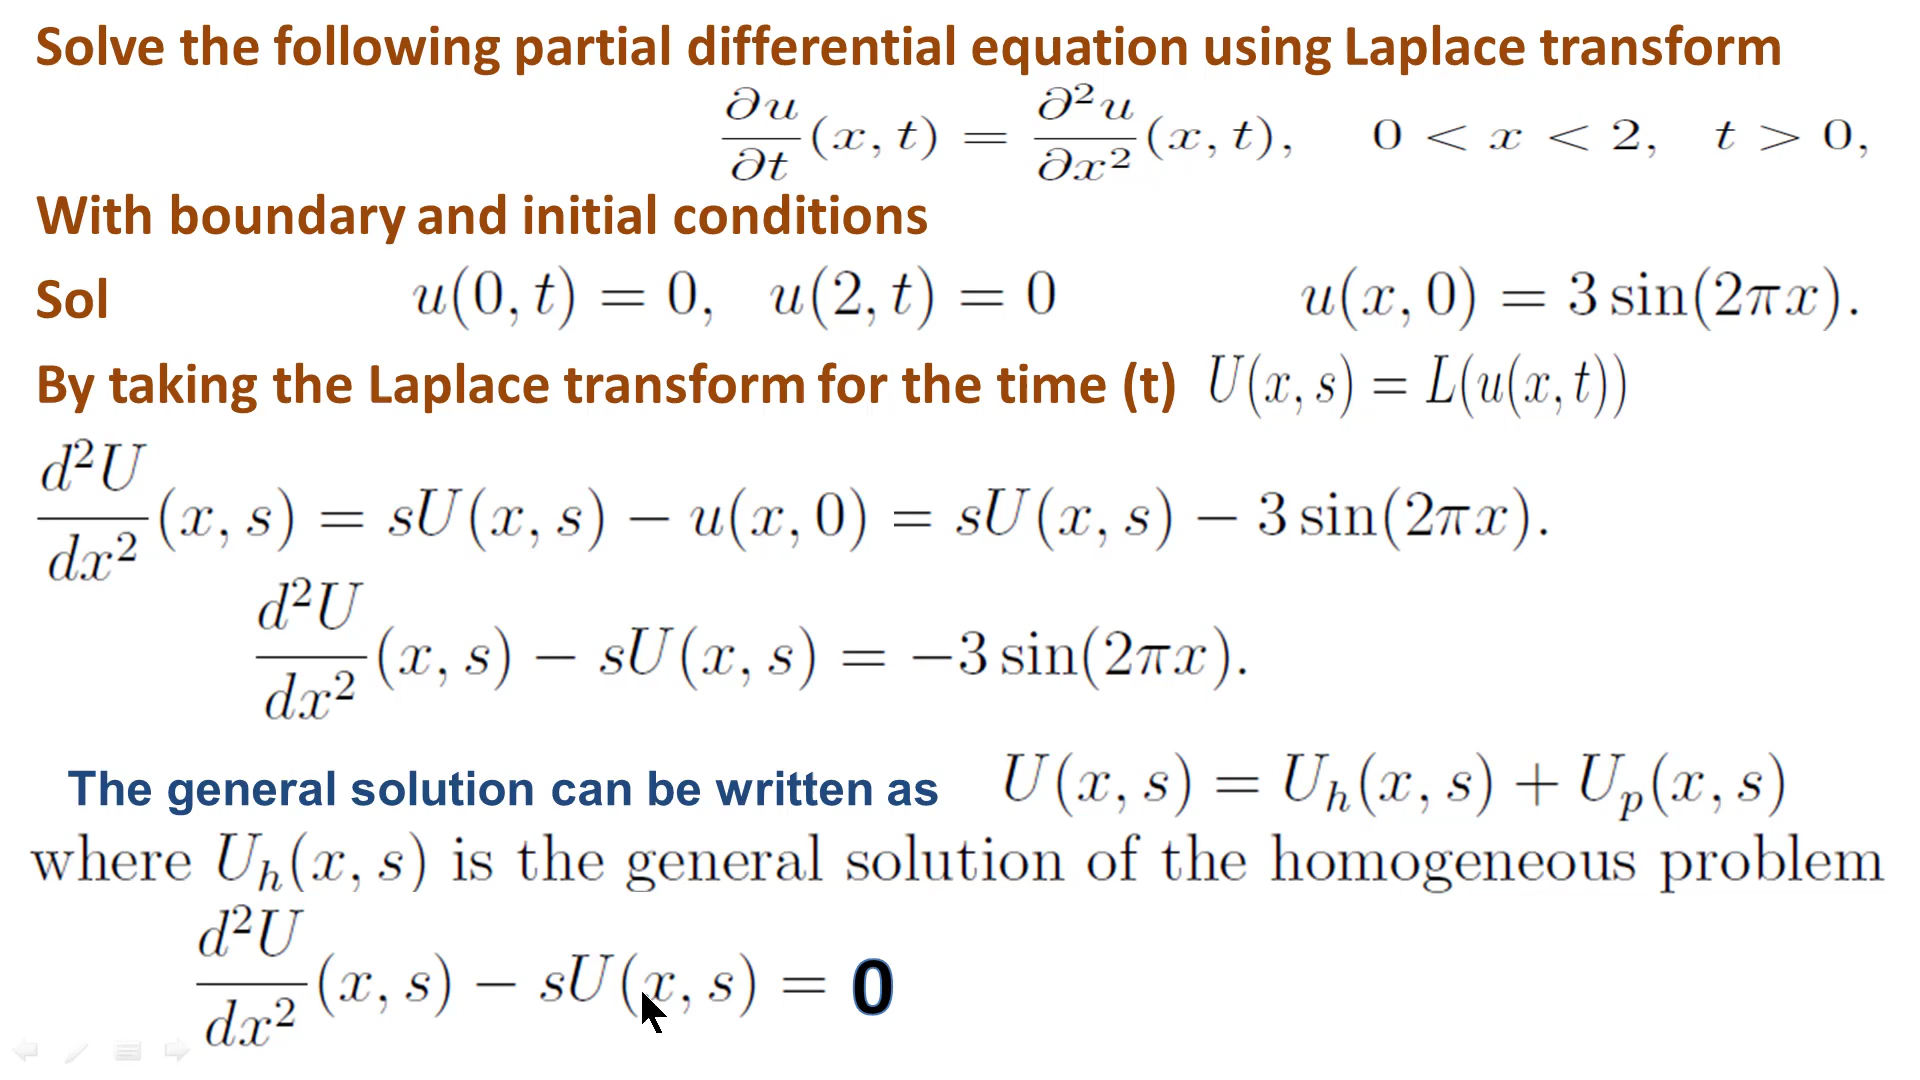 Solve the following partial differential equation using Laplace transform
∂u/∂t (x, t) = ∂²u/∂x² (x, t),    0 < x < 2,   t > 0,
With boundary and initial conditions
Sol    u(0, t) = 0,   u(2, t) = 0    u(x, 0) = 3 sin(2πx).
By taking the Laplace transform for the time (t)  U(x, s) = L(u(x, t))
d²U/dx² (x, s) = sU(x, s) − u(x, 0) = sU(x, s) − 3 sin(2πx).
d²U/dx² (x, s) − sU(x, s) = −3 sin(2πx).
The general solution can be written as   U(x, s) = Uₕ(x, s) + Uₚ(x, s)
where Uₕ(x, s) is the general solution of the homogeneous problem
d²U/dx² (x, s) − sU(x, s) = 0